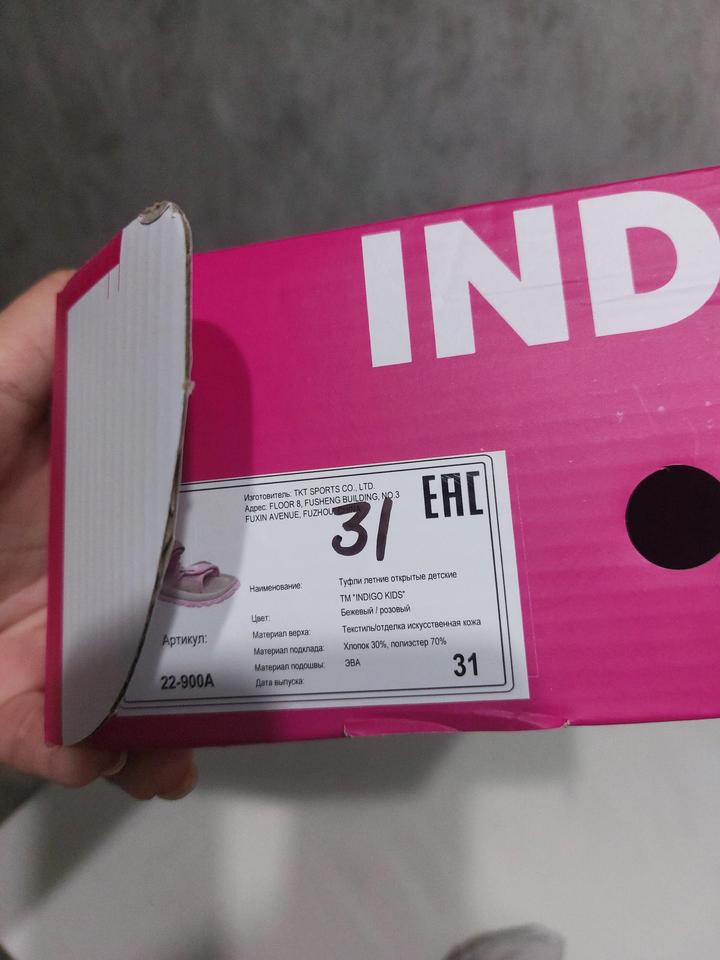 IND
Изготовитель: TKT SPORTS CO., LTD.
Адрес: FLOOR 8, FUSHENG BUILDING, NO.3
FUXIN AVENUE, FUZHOU, CHINA
EAC
31
Наименование: Туфли летние открытые детские
ТМ "INDIGO KIDS"
Цвет: Бежевый / розовый
Материал верха: Текстиль/отделка искусственная кожа
Материал подклада: Хлопок 30%, полиэстер 70%
Материал подошвы: ЭВА
Дата выпуска:
Артикул:
22-900A
31